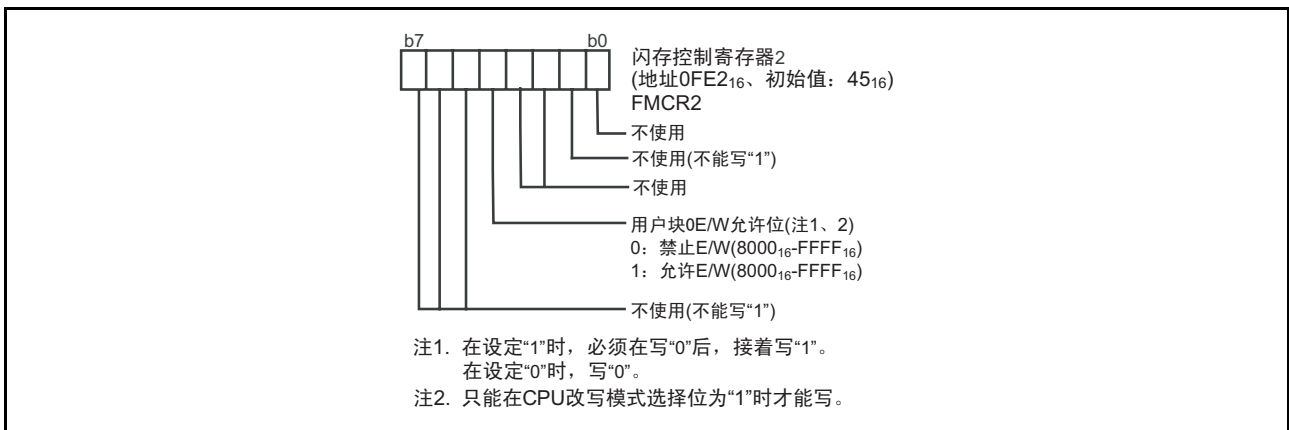 b7 b0
闪存控制寄存器2
(地址0FE2₁₆、初始值：45₁₆)
FMCR2
不使用
不使用(不能写“1”)
不使用
用户块0E/W允许位(注1、2)
0：禁止E/W(8000₁₆-FFFF₁₆)
1：允许E/W(8000₁₆-FFFF₁₆)
不使用(不能写“1”)
注1. 在设定“1”时，必须在写“0”后，接着写“1”。
在设定“0”时，写“0”。
注2. 只能在CPU改写模式选择位为“1”时才能写。